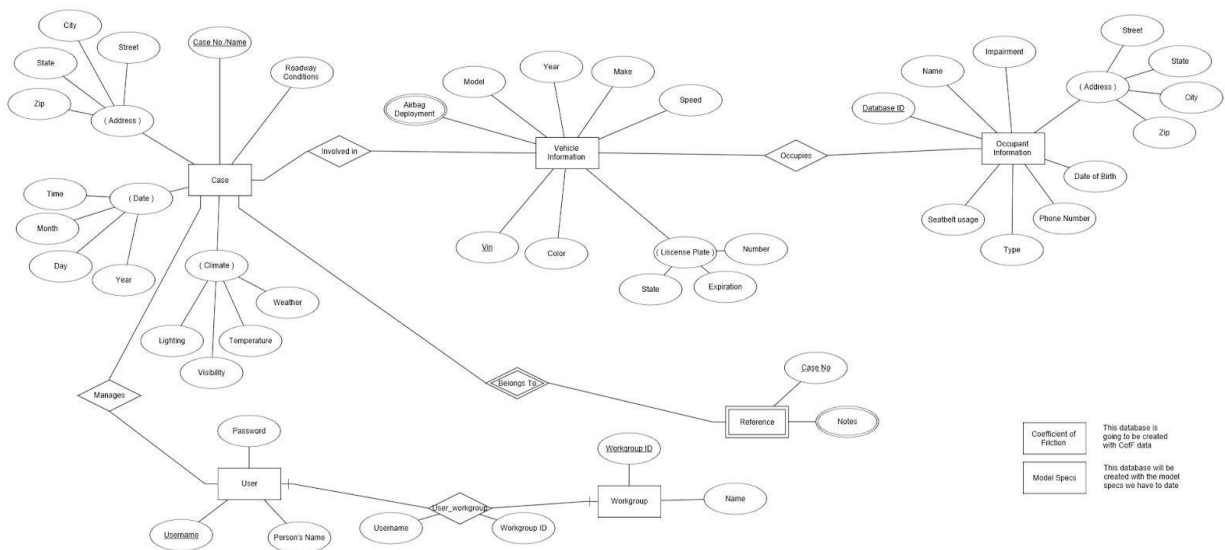 City
State
Street
Zip
( Address )
Case No./Name
Roadway
Conditions
Case
Time
( Date )
Month
Day
Year
( Climate )
Weather
Lighting
Temperature
Visibility
Involved in
Airbag
Deployment
Model
Year
Make
Speed
Vehicle
Information
Vin
Color
( Liscense Plate )
Number
State
Expiration
Occupies
Database ID
Name
Impairment
Street
State
( Address )
City
Zip
Occupant
Information
Date of Birth
Seatbelt usage
Phone Number
Type
Manages
Belongs To
Case No
Reference
Notes
Password
User
Username
Person's Name
User_workgroup
Username
Workgroup ID
Workgroup ID
Workgroup
Name
Coefficient of
Friction
This database is
going to be created
with CofF data
Model Specs
This database will be
created with the model
specs we have to date